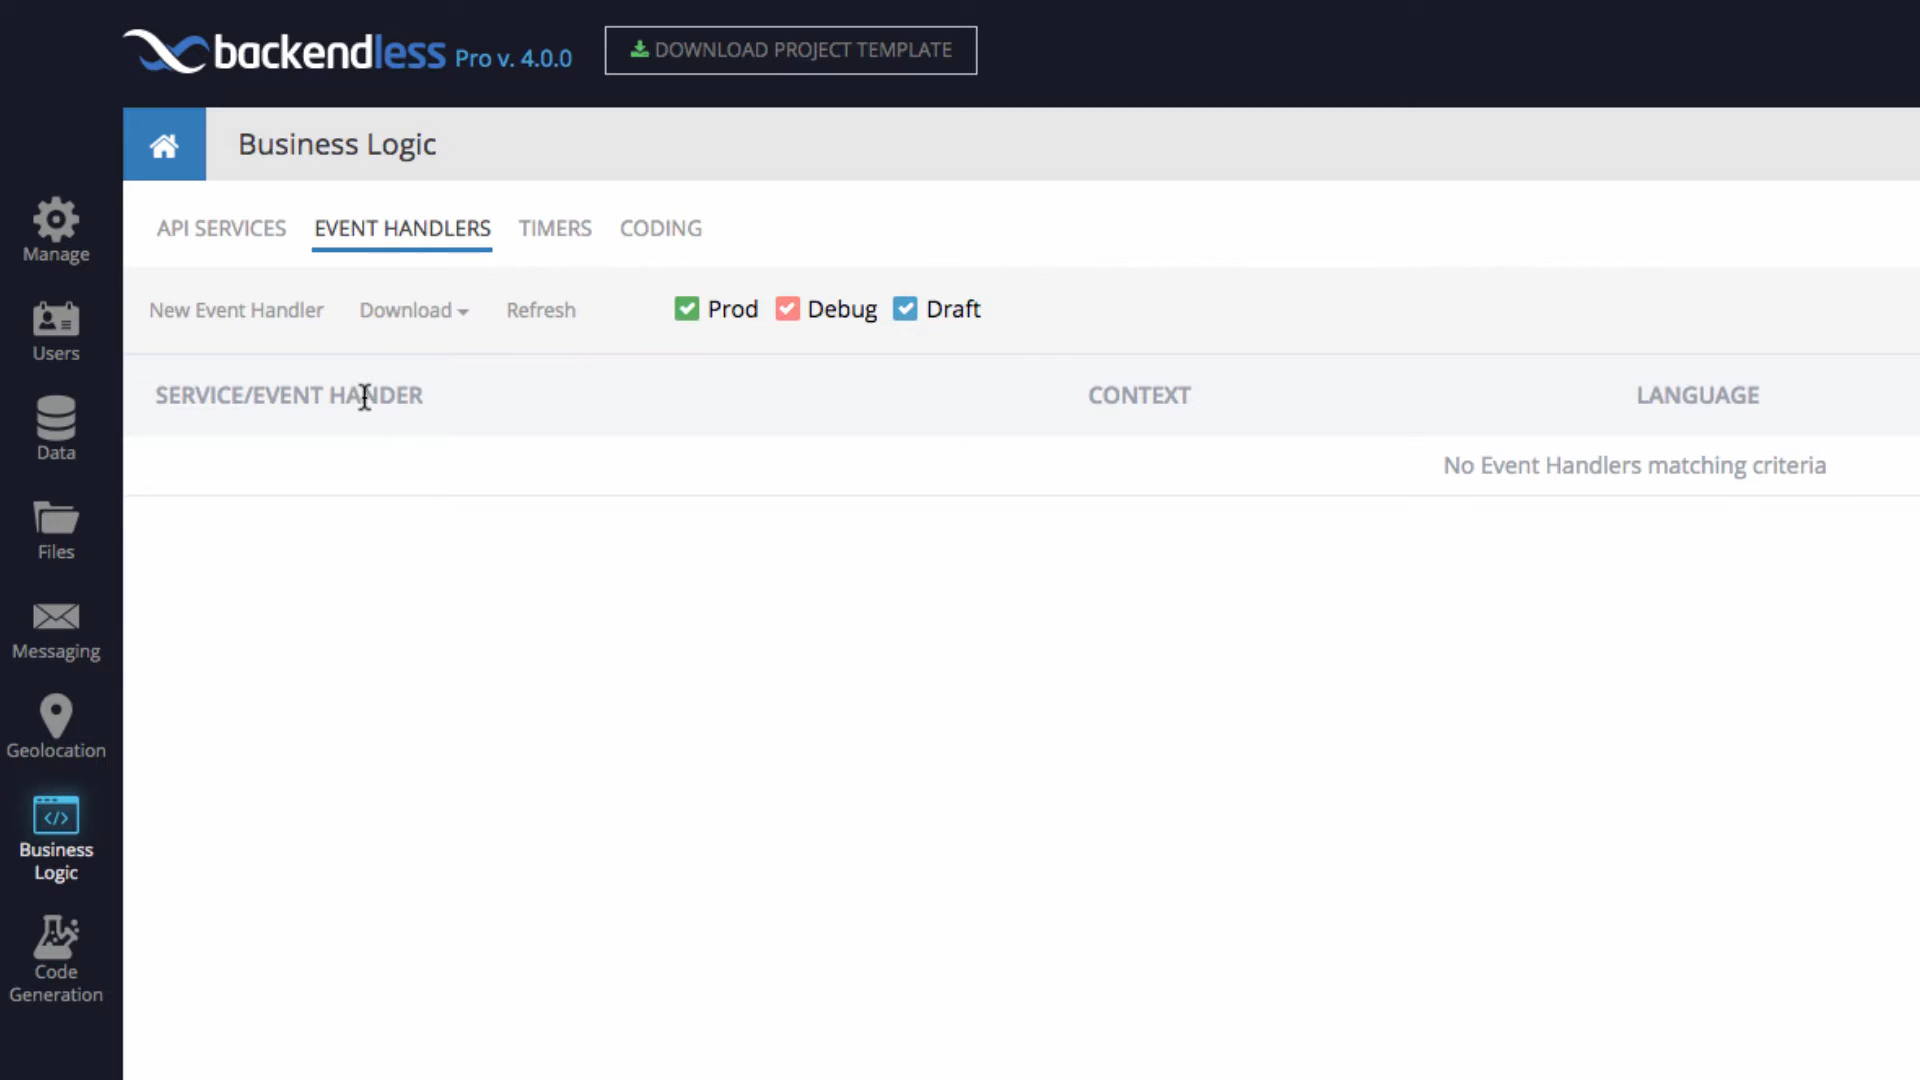 backendless Pro v. 4.0.0
DOWNLOAD PROJECT TEMPLATE
Business Logic
API SERVICES EVENT HANDLERS TIMERS CODING
New Event Handler Download Refresh Prod Debug Draft
SERVICE/EVENT HANDER CONTEXT LANGUAGE
No Event Handlers matching criteria
Manage
Users
Data
Files
Messaging
Geolocation
Business
Logic
Code
Generation